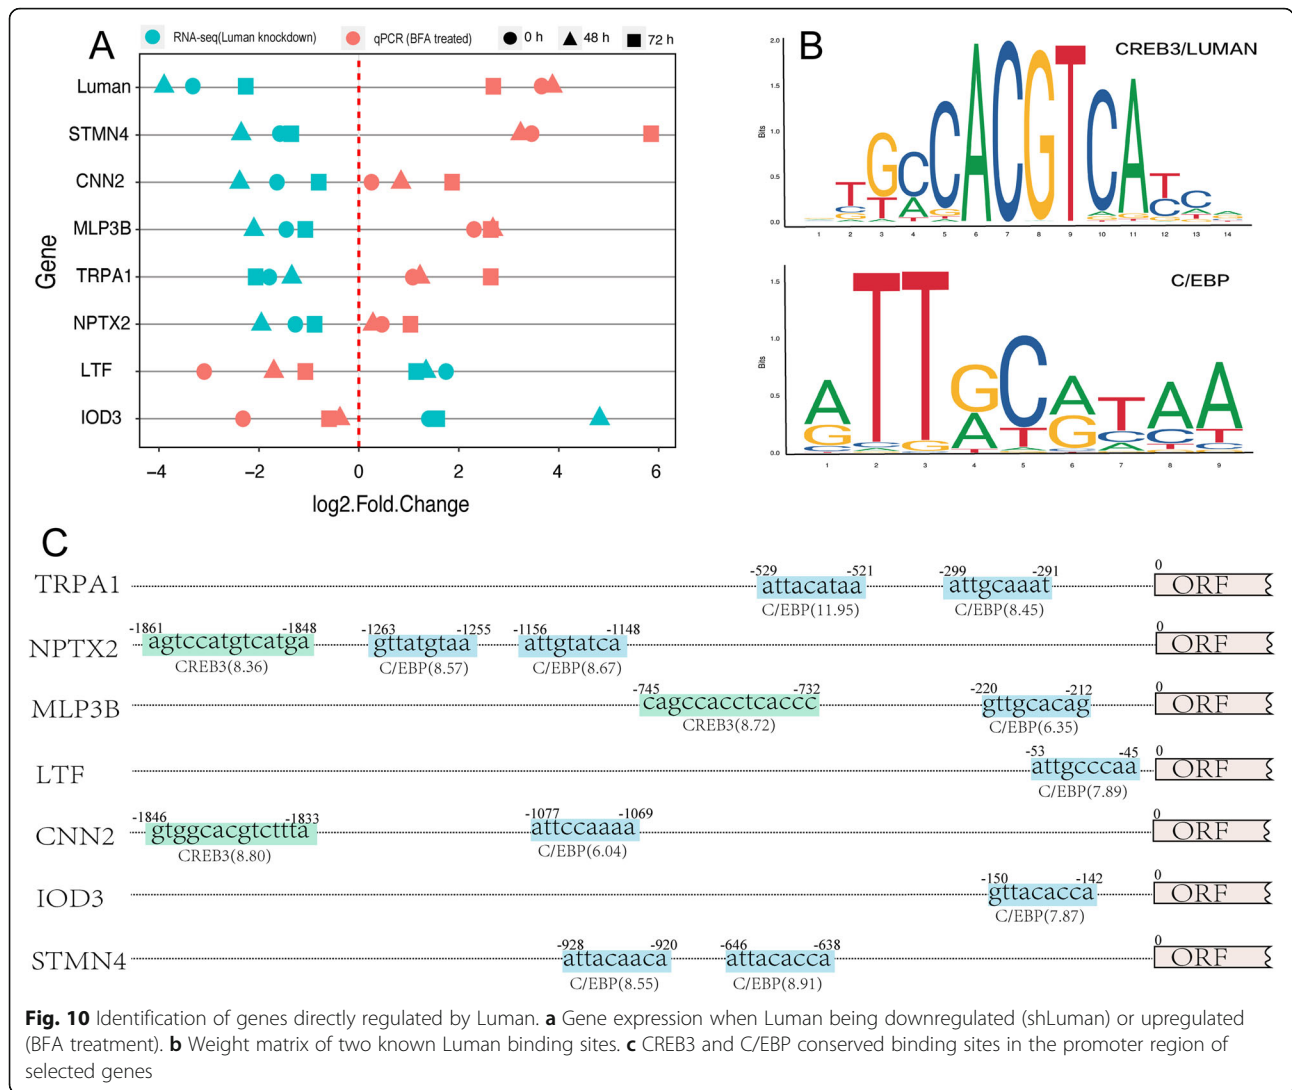 A
RNA-seq(Luman knockdown) qPCR (BFA treated) 0 h 48 h 72 h
Gene
Luman
STMN4
CNN2
MLP3B
TRPA1
NPTX2
LTF
IOD3
−4 −2 0 2 4 6
log2.Fold.Change
B
CREB3/LUMAN
Bits
2.0
1.5
1.0
0.5
0.0
1 2 3 4 5 6 7 8 9 10 11 12 13 14
C/EBP
Bits
1.5
1.0
0.5
0.0
1 2 3 4 5 6 7 8 9
C
TRPA1
-529 -521 -299 -291 0
attacataa attgcaaat ORF
C/EBP(11.95) C/EBP(8.45)
NPTX2
-1861 -1848 -1263 -1255 -1156 -1148 0
agtccatgtcatga gttatgtaa attgtatca ORF
CREB3(8.36) C/EBP(8.57) C/EBP(8.67)
MLP3B
-745 -732 -220 -212 0
cagccacctcaccc gttgcacag ORF
CREB3(8.72) C/EBP(6.35)
LTF
-53 -45 0
attgcccaa ORF
C/EBP(7.89)
CNN2
-1846 -1833 -1077 -1069 0
gtggcacgtcttta attccaaaa ORF
CREB3(8.80) C/EBP(6.04)
IOD3
-150 -142 0
gttacacca ORF
C/EBP(7.87)
STMN4
-928 -920 -646 -638 0
attacaaca attacacca ORF
C/EBP(8.55) C/EBP(8.91)
Fig. 10 Identification of genes directly regulated by Luman. a Gene expression when Luman being downregulated (shLuman) or upregulated
(BFA treatment). b Weight matrix of two known Luman binding sites. c CREB3 and C/EBP conserved binding sites in the promoter region of
selected genes